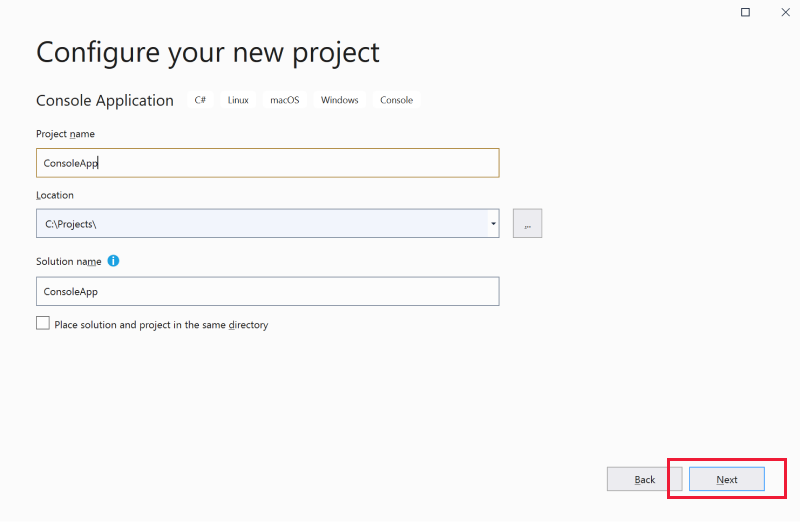 Configure your new project
Console Application C# Linux macOS Windows Console
Project name
ConsoleApp
Location
C:\Projects\
...
Solution name
ConsoleApp
Place solution and project in the same directory
Back Next